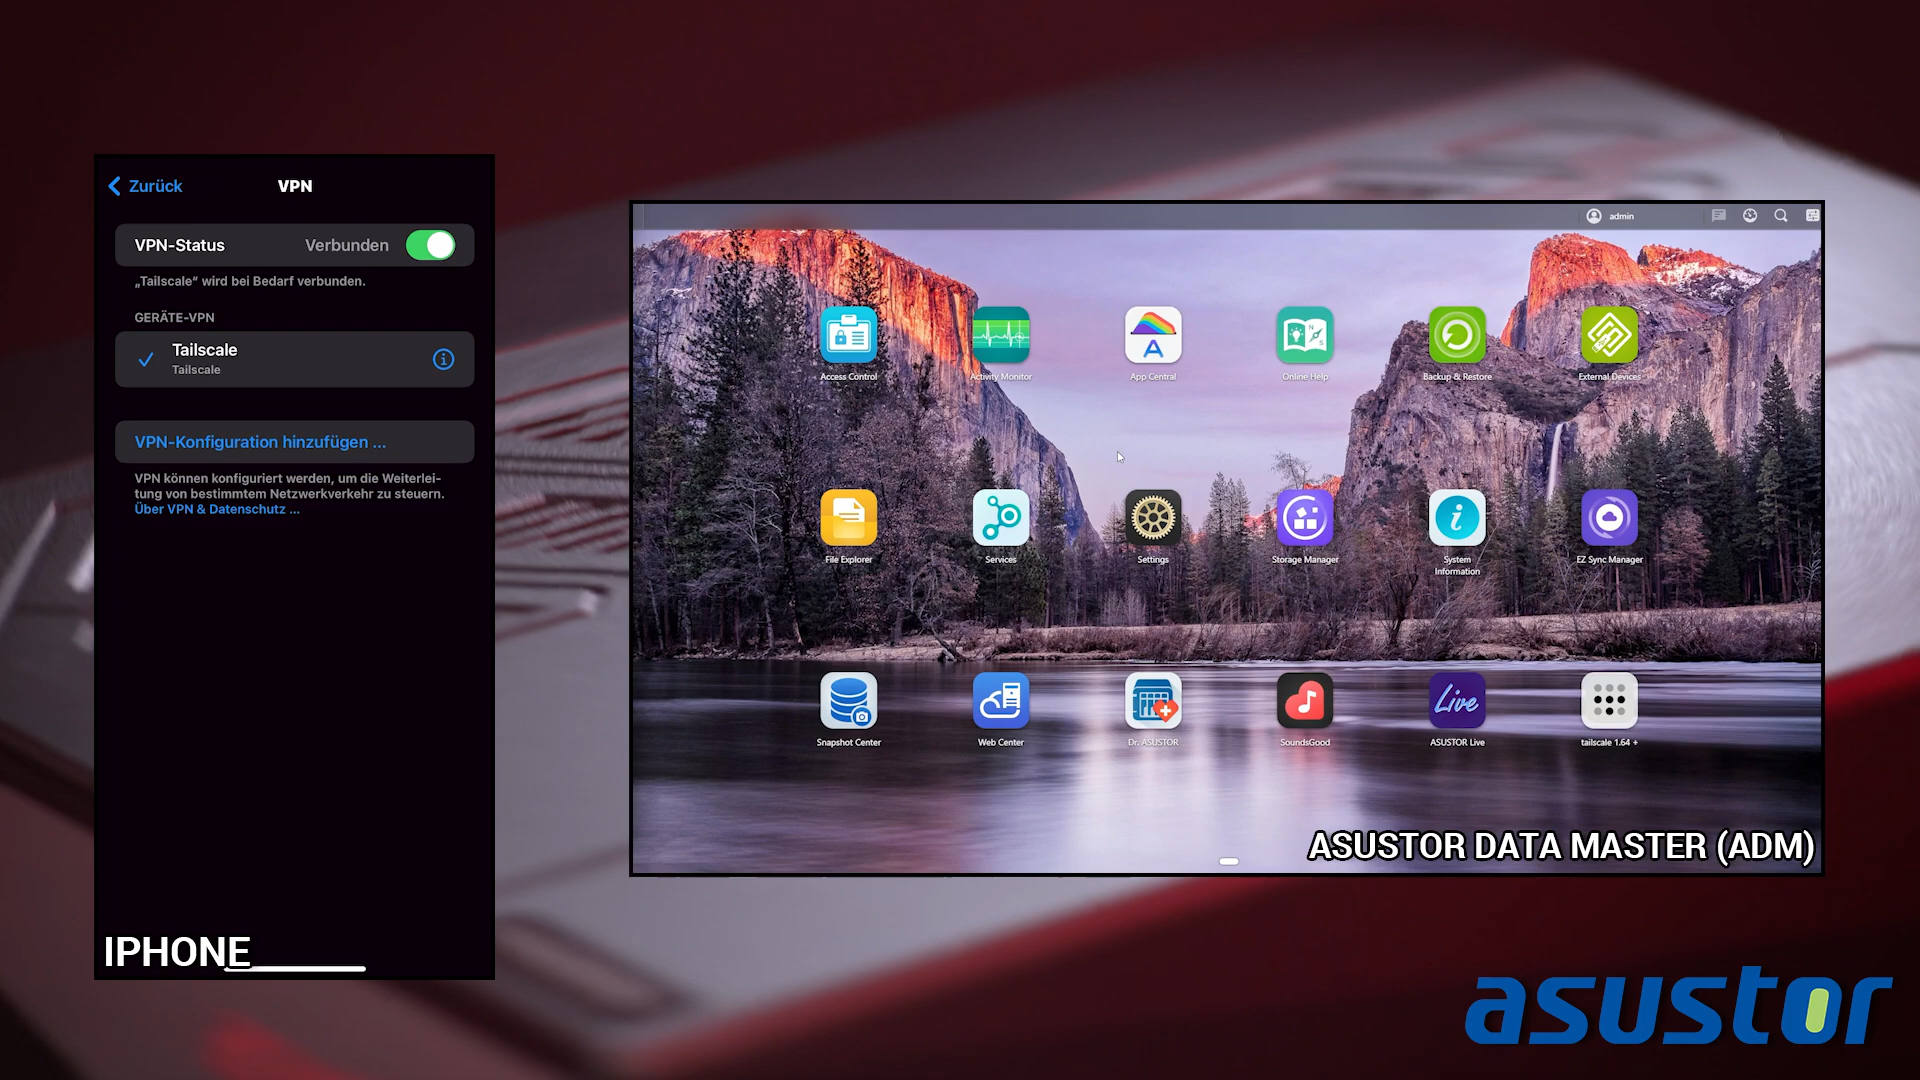 Zurück
VPN
VPN-Status
Verbunden
„Tailscale“ wird bei Bedarf verbunden.
GERÄTE-VPN
Tailscale
Tailscale
VPN-Konfiguration hinzufügen ...
VPN können konfiguriert werden, um die Weiterlei-
tung von bestimmtem Netzwerkverkehr zu steuern.
Über VPN & Datenschutz ...
IPHONE
admin
Access Control
Activity Monitor
App Central
Online Help
Backup & Restore
External Devices
File Explorer
Services
Settings
Storage Manager
System
Information
EZ Sync Manager
Live
Snapshot Center
Web Center
Dr. ASUSTOR
SoundsGood
ASUSTOR Live
tailscale 1.64 +
ASUSTOR DATA MASTER (ADM)
asustor